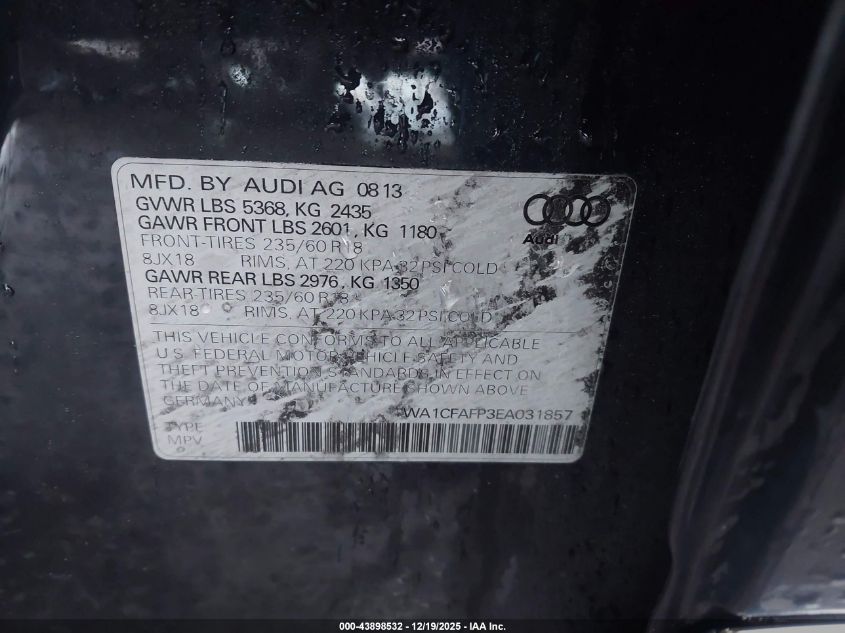 MFD. BY AUDI AG 08 13
GVWR LBS 5368, KG 2435
GAWR FRONT LBS 2601, KG 1180
FRONT-TIRES 235/60 R18
8JX18 RIMS, AT 220 KPA 32 PSI COLD
GAWR REAR LBS 2976, KG 1350
REAR-TIRES 235/60 R18
8JX18 RIMS, AT 220 KPA 32 PSI COLD
Audi
THIS VEHICLE CONFORMS TO ALL APPLICABLE
U.S. FEDERAL MOTOR VEHICLE SAFETY AND
THEFT PREVENTION STANDARDS IN EFFECT ON
THE DATE OF MANUFACTURE SHOWN ABOVE
GERMANY
WA1CFAFP3EA031857
TYPE
MPV
000-43898532 - 12/19/2025 - IAA Inc.